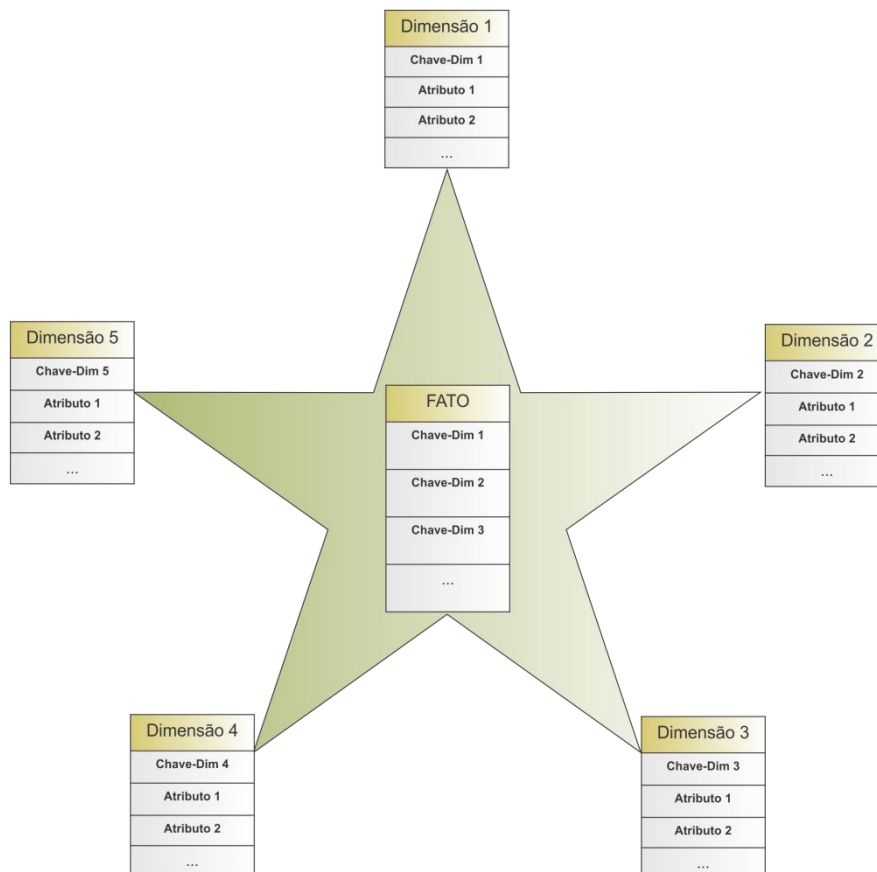 Dimensão 1
Chave-Dim 1
Atributo 1
Atributo 2
...
Dimensão 5
Chave-Dim 5
Atributo 1
Atributo 2
...
Dimensão 2
Chave-Dim 2
Atributo 1
Atributo 2
...
FATO
Chave-Dim 1
Chave-Dim 2
Chave-Dim 3
...
Dimensão 4
Chave-Dim 4
Atributo 1
Atributo 2
...
Dimensão 3
Chave-Dim 3
Atributo 1
Atributo 2
...